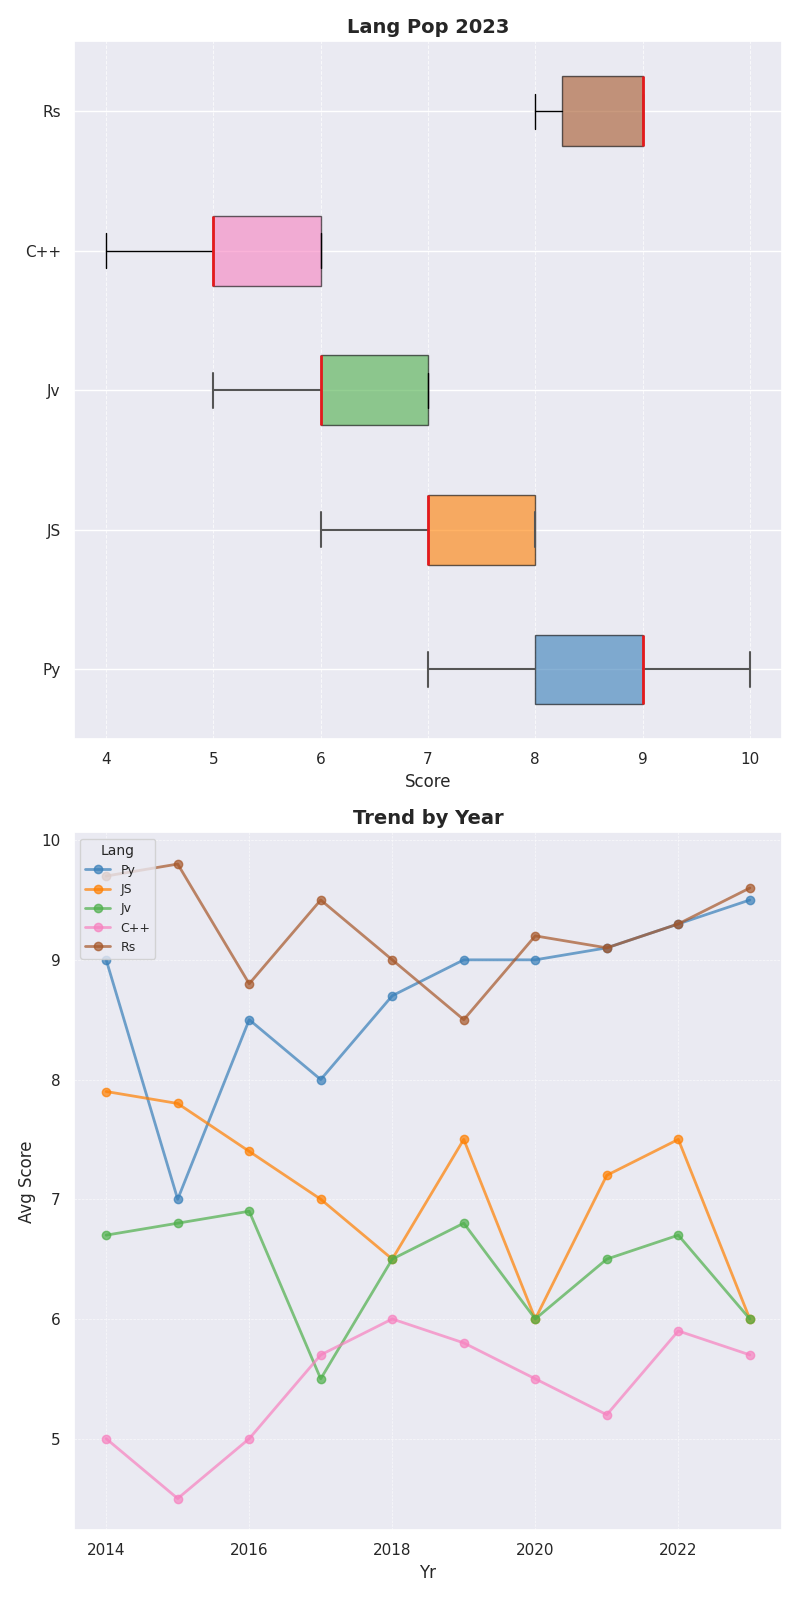 Lang Pop 2023
Rs
C++
Jv
JS
Py
4 5 6 7 8 9 10
Score
Trend by Year
10
9
8
7
6
5
Avg Score
Lang
Py
JS
Jv
C++
Rs
2014 2016 2018 2020 2022
Yr